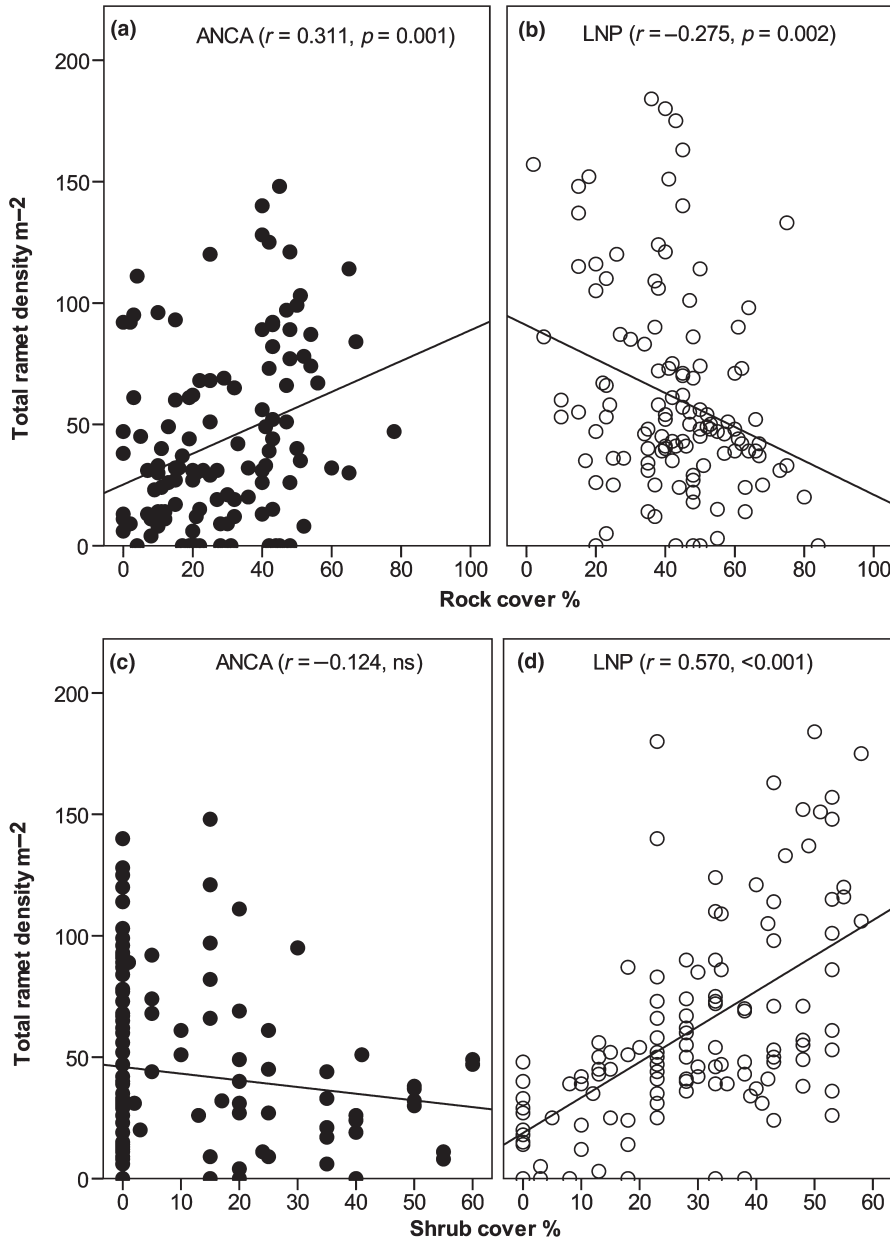 (a) ANCA (r = 0.311, p = 0.001)
(b) LNP (r = −0.275, p = 0.002)
200
150
100
50
0
Total ramet density m−2
0 20 40 60 80 100
0 20 40 60 80 100
Rock cover %
(c) ANCA (r = −0.124, ns)
(d) LNP (r = 0.570, <0.001)
200
150
100
50
0
Total ramet density m−2
0 10 20 30 40 50 60
0 10 20 30 40 50 60
Shrub cover %